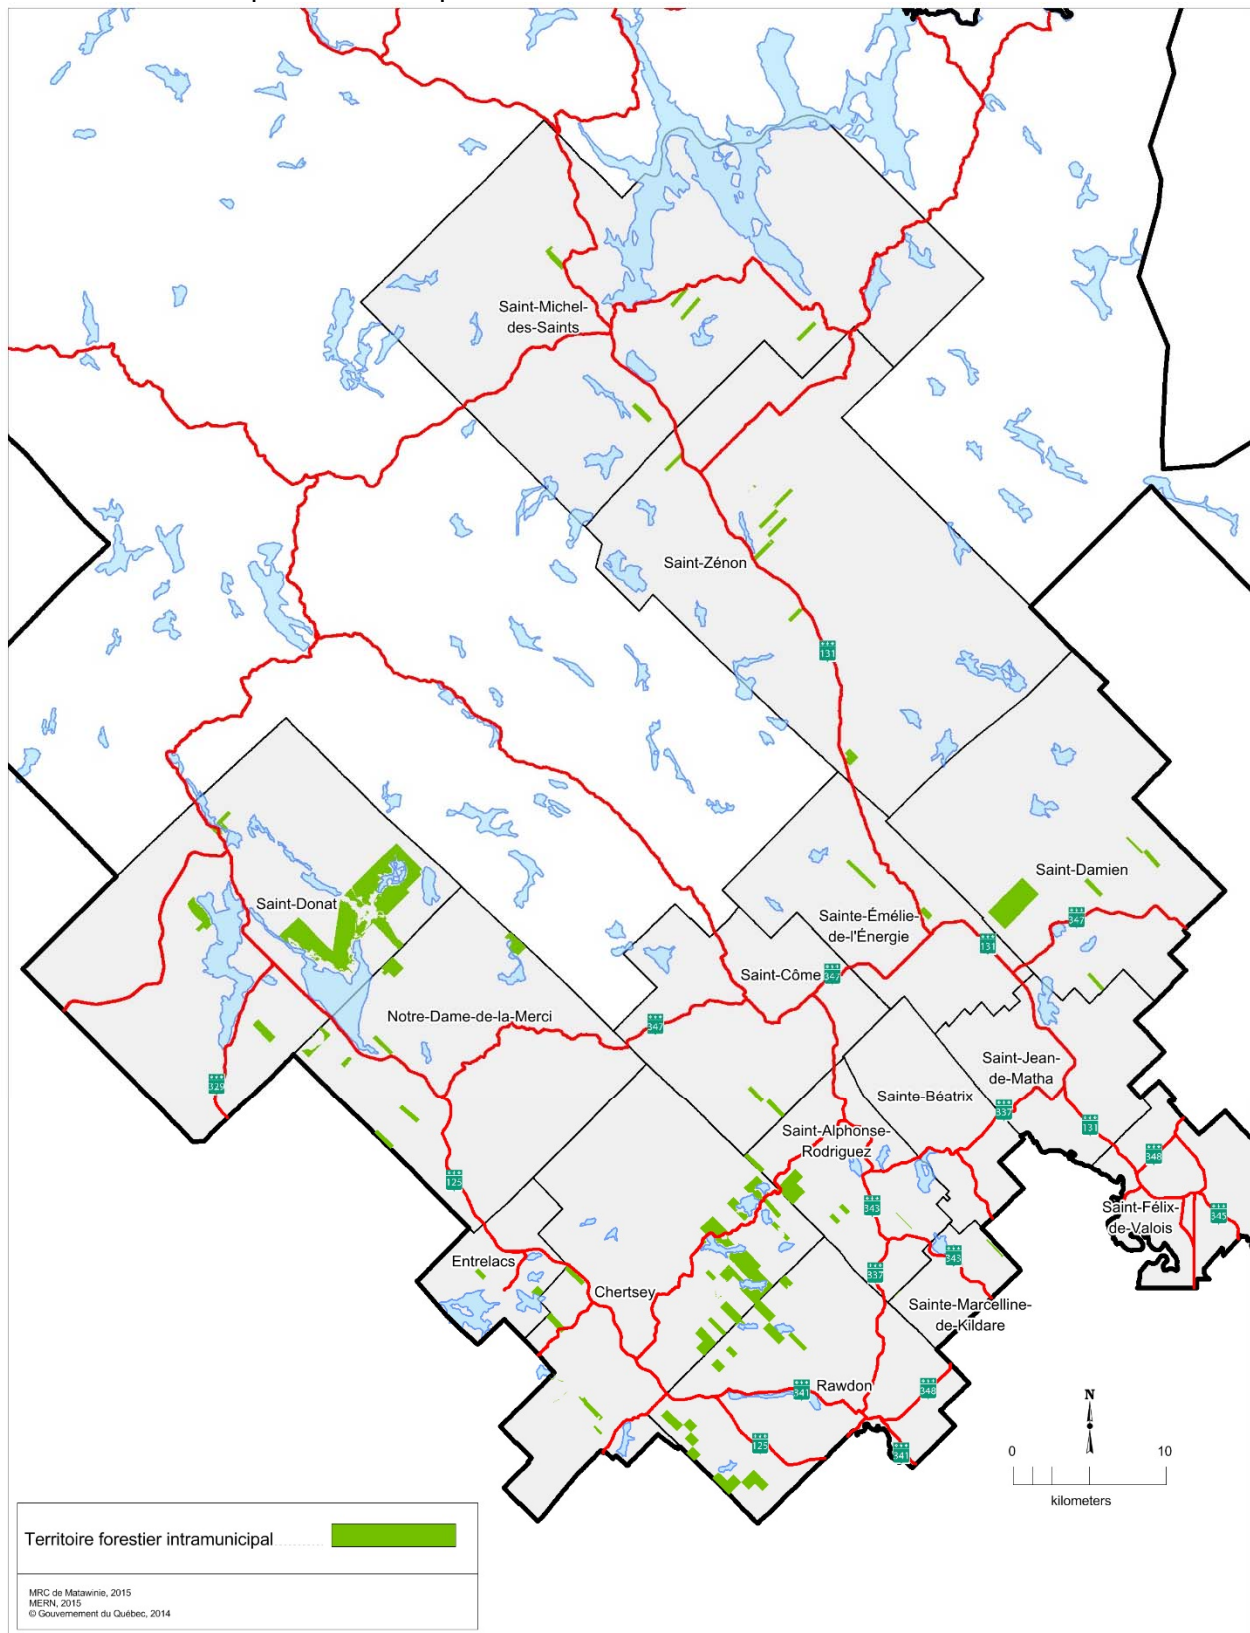 Saint-Michel-
des-Saints
Saint-Zénon
131
Saint-Damien
Saint-Donat
Sainte-Émélie-
de-l'Énergie
347
131
Saint-Côme
347
Notre-Dame-de-la-Merci
347
Saint-Jean-
de-Matha
329
Sainte-Béatrix
337
131
Saint-Alphonse-
Rodriguez
348
125
343
Saint-Félix-
de-Valois
345
Entrelacs
343
337
Chertsey
Sainte-Marcelline-
de-Kildare
Rawdon
341
348
N
125
341
0 10
kilometers
Territoire forestier intramunicipal
MRC de Matawinie, 2015
MERN, 2015
© Gouvernement du Québec, 2014